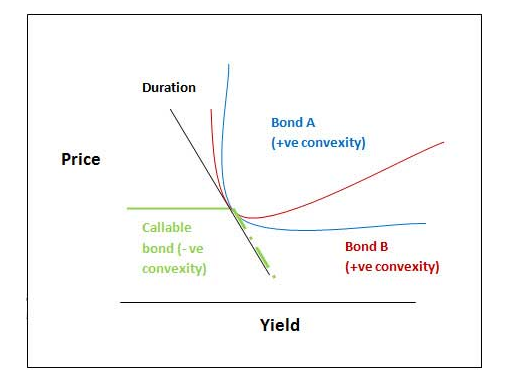 Duration
Bond A
(+ve convexity)
Price
Callable
bond (- ve
convexity)
Bond B
(+ve convexity)
Yield